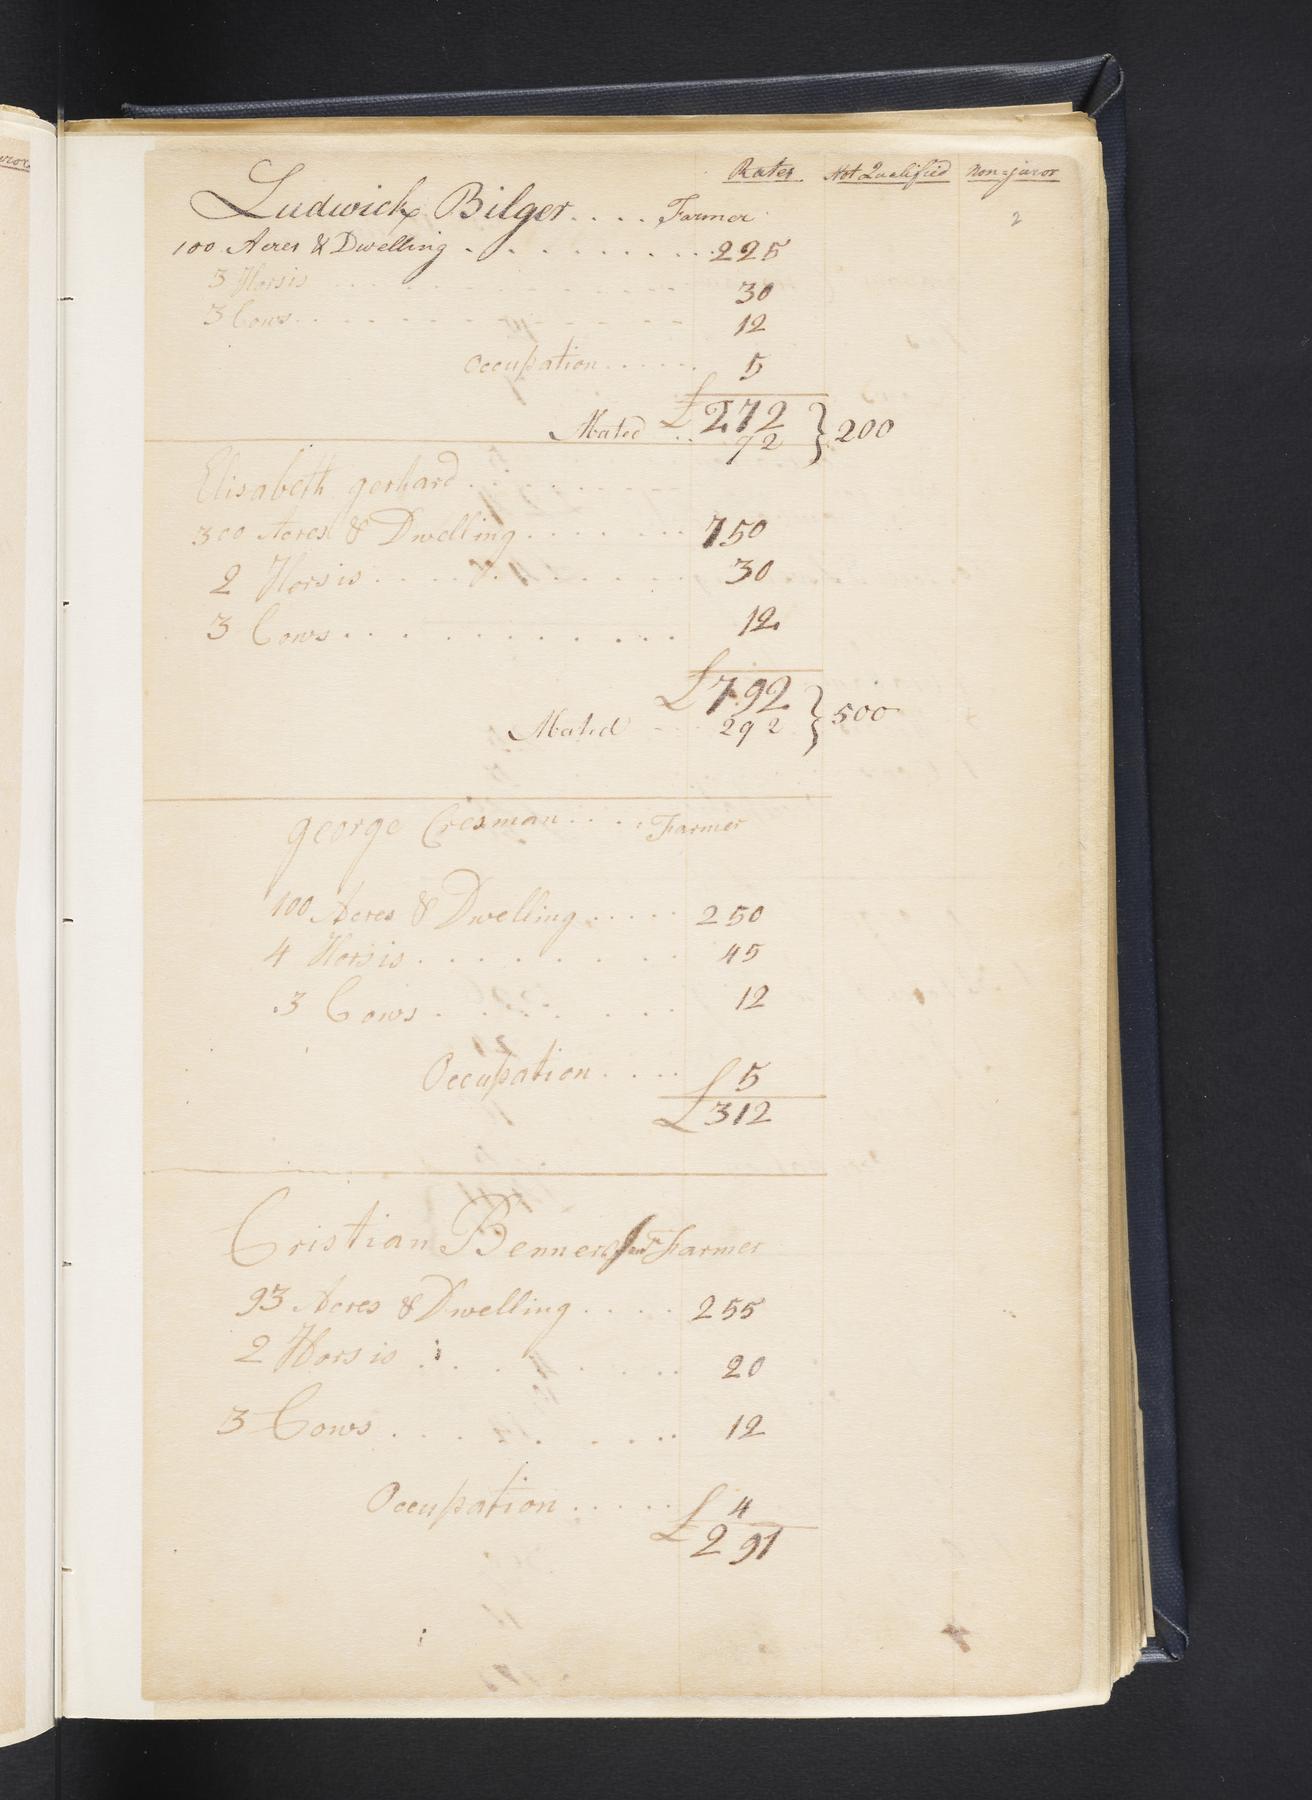 Rates Not Qualified Non-juror
Ludwick Bilger .... Farmer 2
100 Acres & Dwelling ......... 225
3 Horsis ......... 30
3 Cows ......... 12
Occupation ...... 5
£272
Abated .. 72 } 200
Elisabeth gerhard .........
300 Acres & Dwelling ...... 750
2 Horsis ......... 30
3 Cows ......... 12
£792
Abated ... 292 } 500
george Cresman .... Farmer
100 Acres & Dwelling ..... 250
4 Horsis ........ 45
3 Cows ....... 12
Occupation .... 5
£312
Cristian Benner Farmer
93 Acres & Dwelling .... 255
2 Horsis ....... 20
3 Cows ....... 12
Occupation ..... 4
£291